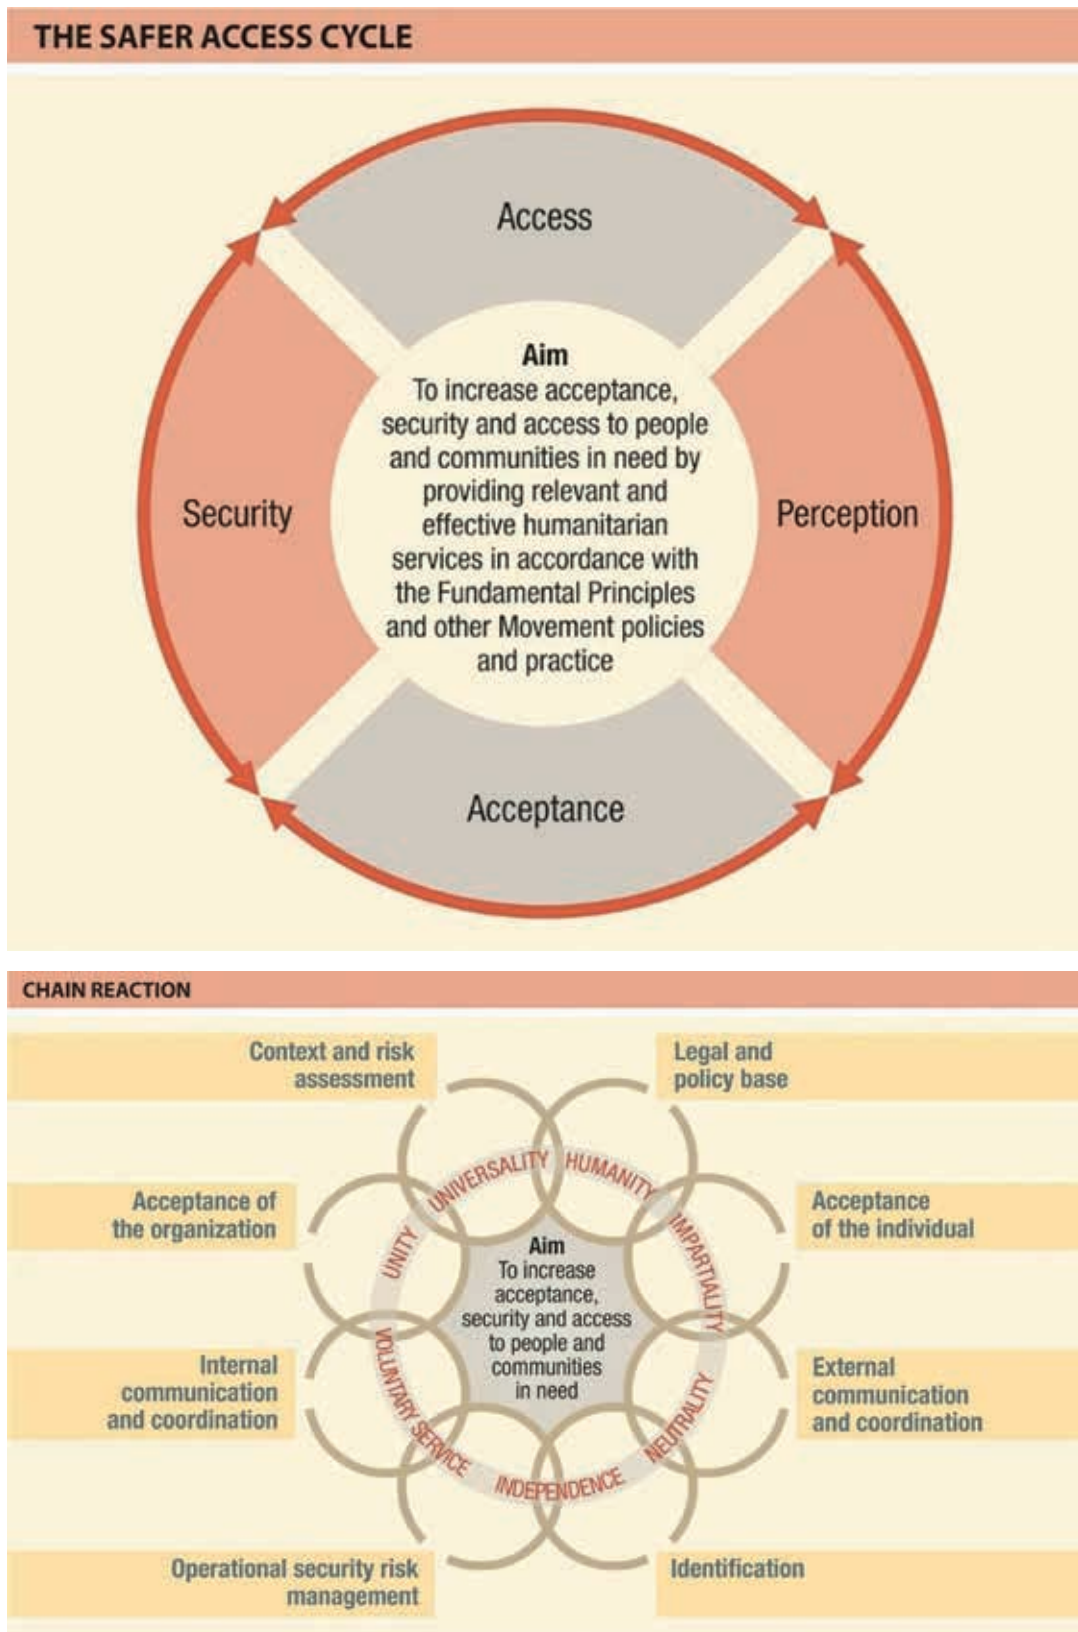 THE SAFER ACCESS CYCLE
Access
Security
Perception
Aim
To increase acceptance,
security and access to people
and communities in need by
providing relevant and
effective humanitarian
services in accordance with
the Fundamental Principles
and other Movement policies
and practice
Acceptance
CHAIN REACTION
Context and risk
assessment
Legal and
policy base
Acceptance of
the organization
Acceptance
of the individual
Internal
communication
and coordination
External
communication
and coordination
Operational security risk
management
Identification
UNIVERSALITY
HUMANITY
IMPARTIALITY
NEUTRALITY
INDEPENDENCE
VOLUNTARY SERVICE
UNITY
Aim
To increase
acceptance,
security and access
to people and
communities
in need